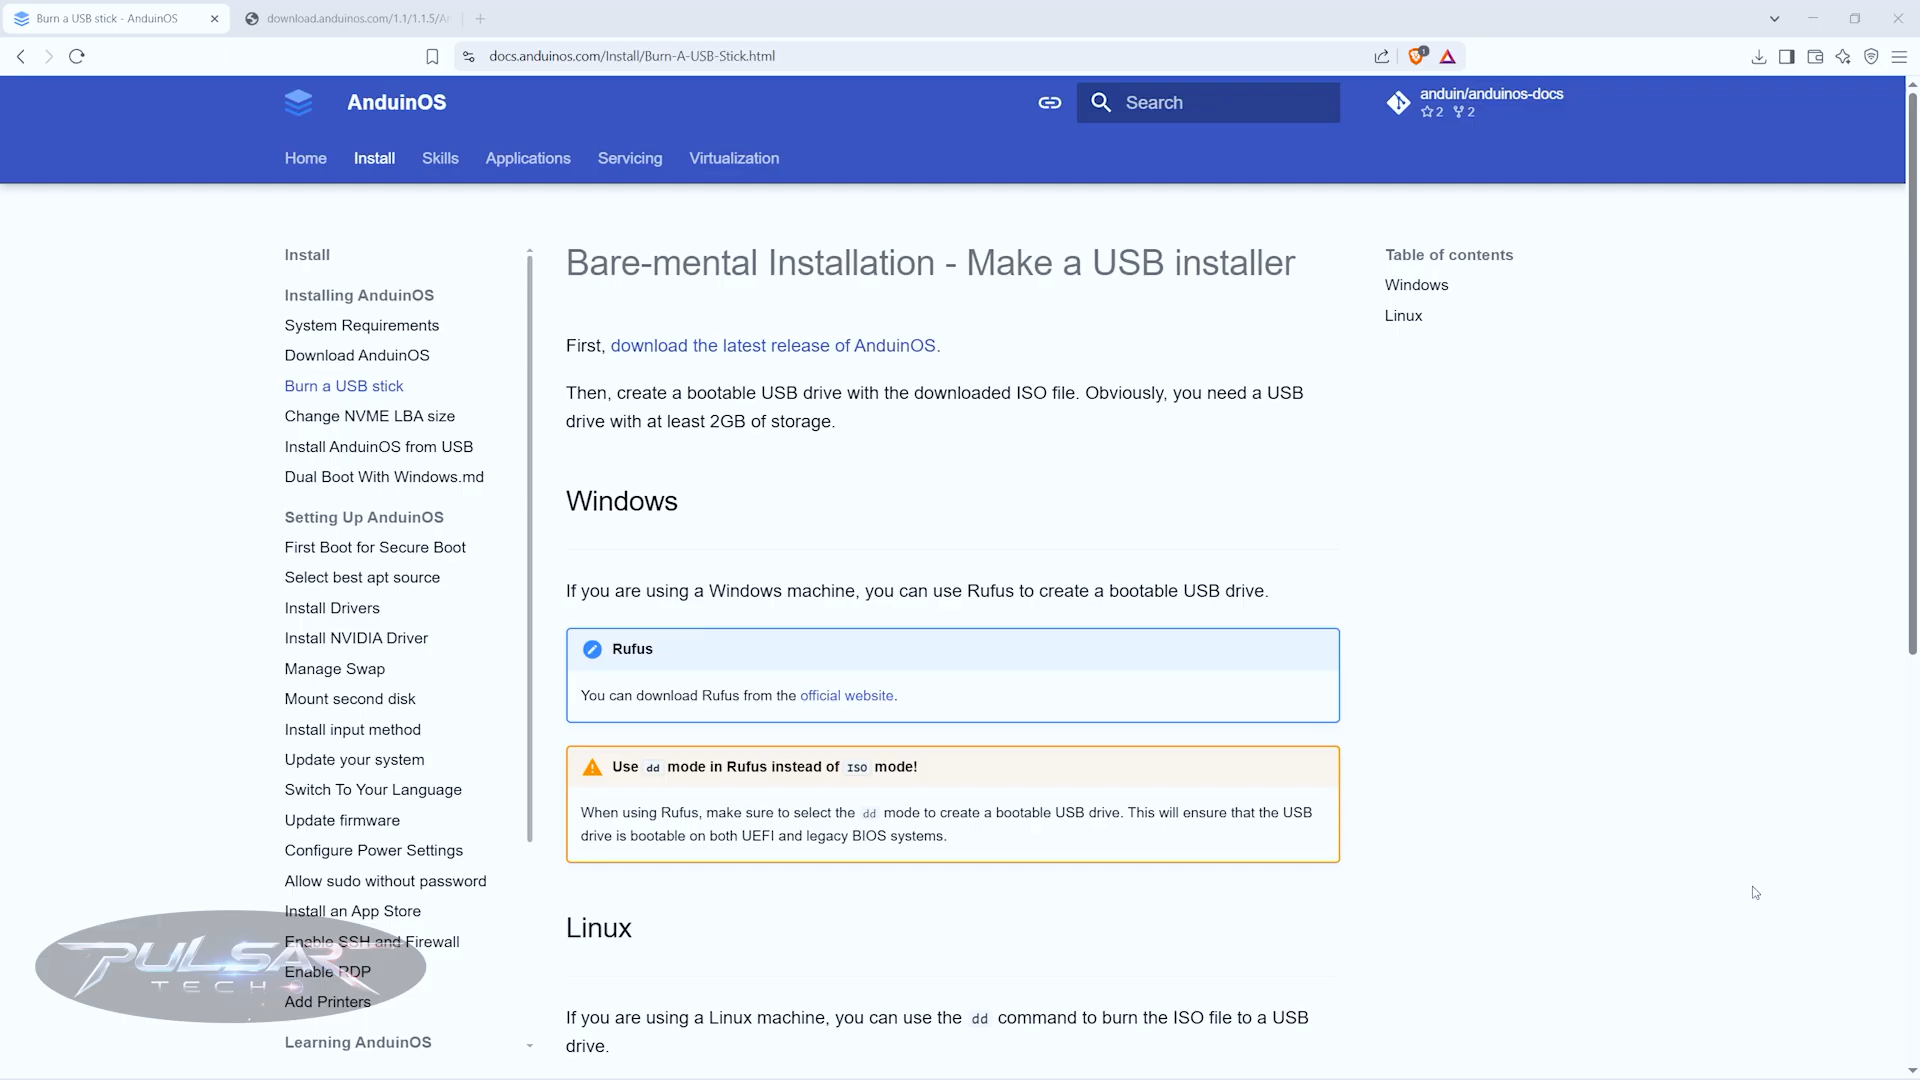 Burn a USB stick - AnduinOS
download.anduinos.com/1.1/1.1.5/A
docs.anduinos.com/Install/Burn-A-USB-Stick.html
1
AnduinOS
Search
anduin/anduinos-docs
2 2
Home Install Skills Applications Servicing Virtualization
Install
Installing AnduinOS
System Requirements
Download AnduinOS
Burn a USB stick
Change NVME LBA size
Install AnduinOS from USB
Dual Boot With Windows.md
Setting Up AnduinOS
First Boot for Secure Boot
Select best apt source
Install Drivers
Install NVIDIA Driver
Manage Swap
Mount second disk
Install input method
Update your system
Switch To Your Language
Update firmware
Configure Power Settings
Allow sudo without password
Install an App Store
Enable SSH and Firewall
Enable RDP
Add Printers
Learning AnduinOS
Bare-mental Installation - Make a USB installer
First, download the latest release of AnduinOS.
Then, create a bootable USB drive with the downloaded ISO file. Obviously, you need a USB
drive with at least 2GB of storage.
Windows
If you are using a Windows machine, you can use Rufus to create a bootable USB drive.
Rufus
You can download Rufus from the official website.
Use dd mode in Rufus instead of ISO mode!
When using Rufus, make sure to select the dd mode to create a bootable USB drive. This will ensure that the USB
drive is bootable on both UEFI and legacy BIOS systems.
Linux
If you are using a Linux machine, you can use the dd command to burn the ISO file to a USB
drive.
Table of contents
Windows
Linux
PULSAR
TECH